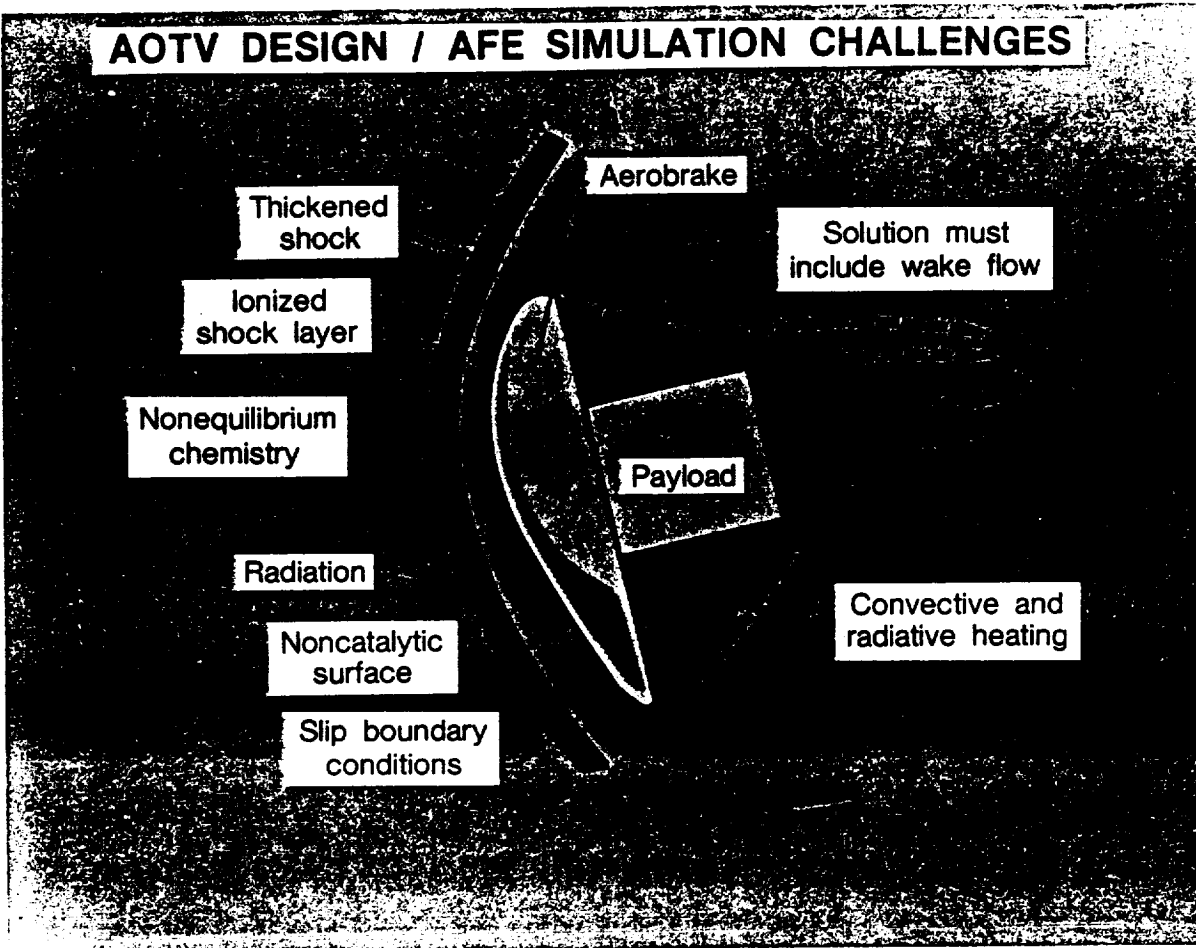 AOTV DESIGN / AFE SIMULATION CHALLENGES
Aerobrake
Thickened
shock
Solution must
include wake flow
Ionized
shock layer
Nonequilibrium
chemistry
Payload
Radiation
Convective and
radiative heating
Noncatalytic
surface
Slip boundary
conditions